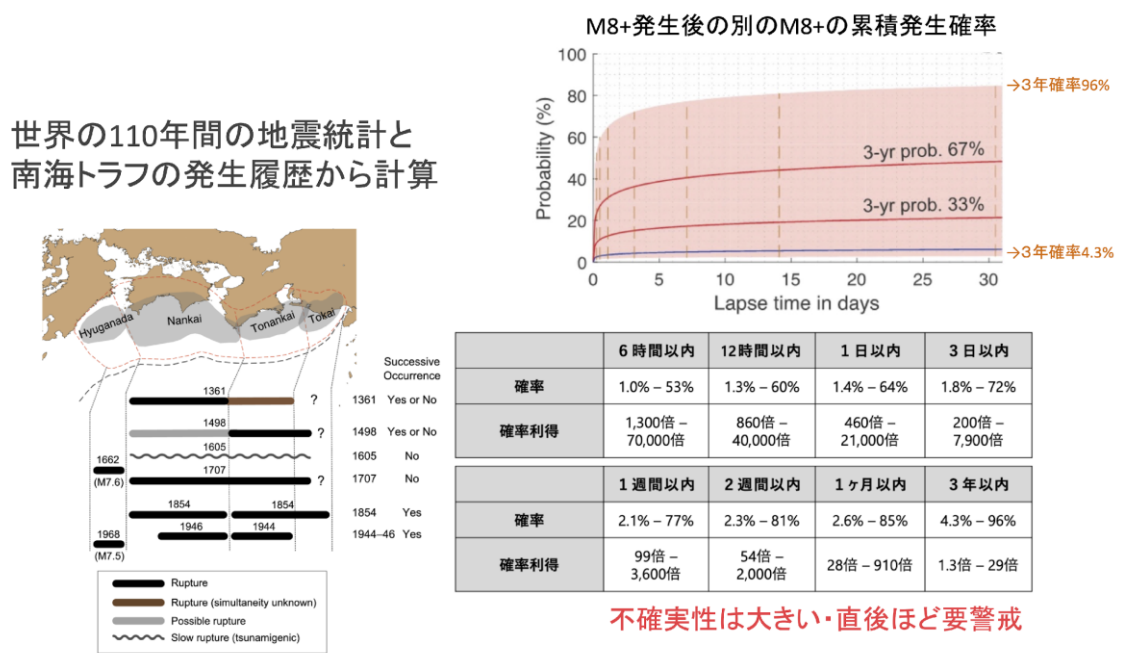 世界の110年間の地震統計と
南海トラフの発生履歴から計算
Hyuganada
Nankai
Tonankai
Tokai
Successive
Occurrence
1361
?
1361 Yes or No
1498
?
1498 Yes or No
1605
1605 No
1662
(M7.6)
1707
?
1707 No
1854
1854
1854 Yes
1946
1944
1944–46 Yes
1968
(M7.5)
Rupture
Rupture (simultaneity unknown)
Possible rupture
Slow rupture (tsunamigenic)
M8+発生後の別のM8+の累積発生確率
Probability (%)
100
80
60
40
20
0
→3年確率96%
3-yr prob. 67%
3-yr prob. 33%
→3年確率4.3%
0 5 10 15 20 25 30
Lapse time in days
6時間以内 12時間以内 1日以内 3日以内
確率 1.0% – 53% 1.3% – 60% 1.4% – 64% 1.8% – 72%
確率利得 1,300倍 – 860倍 – 460倍 – 200倍 –
70,000倍 40,000倍 21,000倍 7,900倍
1週間以内 2週間以内 1ヶ月以内 3年以内
確率 2.1% – 77% 2.3% – 81% 2.6% – 85% 4.3% – 96%
確率利得 99倍 – 54倍 – 28倍 – 910倍 1.3倍 – 29倍
3,600倍 2,000倍
不確実性は大きい・直後ほど要警戒